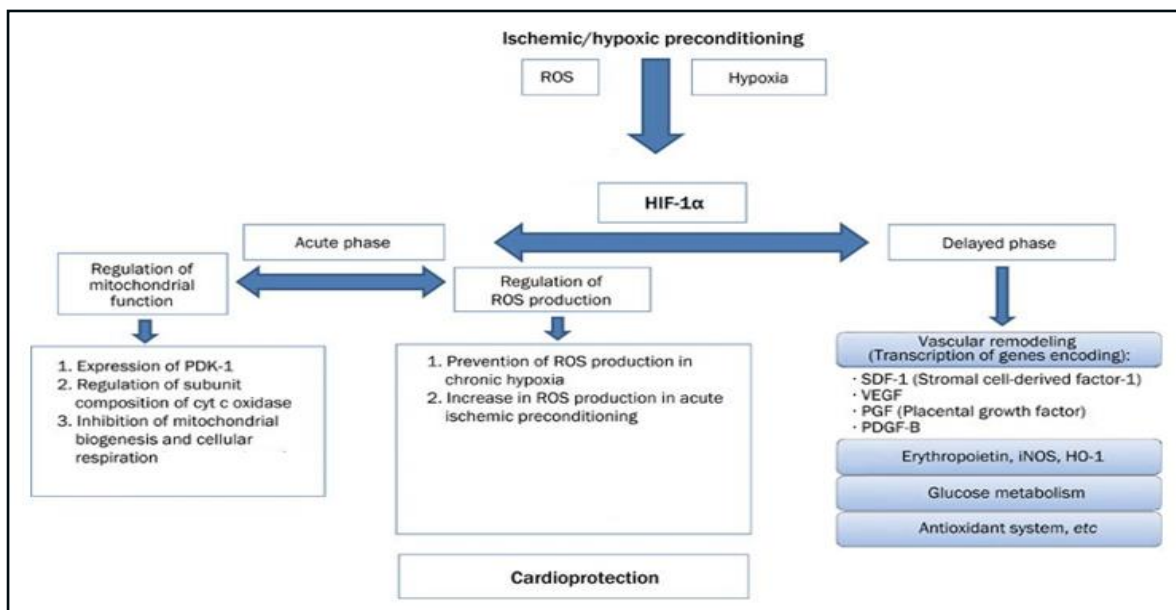 Ischemic/hypoxic preconditioning
ROS
Hypoxia
HIF-1α
Acute phase
Delayed phase
Regulation of
mitochondrial
function
Regulation of
ROS production
1. Expression of PDK-1
2. Regulation of subunit
composition of cyt c oxidase
3. Inhibition of mitochondrial
biogenesis and cellular
respiration
1. Prevention of ROS production in
chronic hypoxia
2. Increase in ROS production in acute
ischemic preconditioning
Vascular remodeling
(Transcription of genes encoding):
· SDF-1 (Stromal cell-derived factor-1)
· VEGF
· PGF (Placental growth factor)
· PDGF-B
Erythropoietin, iNOS, HO-1
Glucose metabolism
Antioxidant system, etc
Cardioprotection